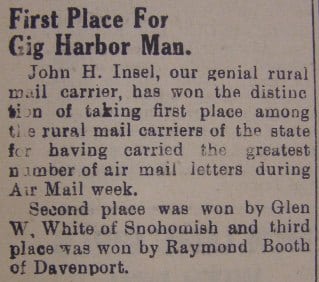 First Place For
Gig Harbor Man.
John H. Insel, our genial rural
mail carrier, has won the distinc
tion of taking first place among
the rural mail carriers of the state
for having carried the greatest
number of air mail letters during
Air Mail week.
Second place was won by Glen
W, White of Snohomish and third
place was won by Raymond Booth
of Davenport.